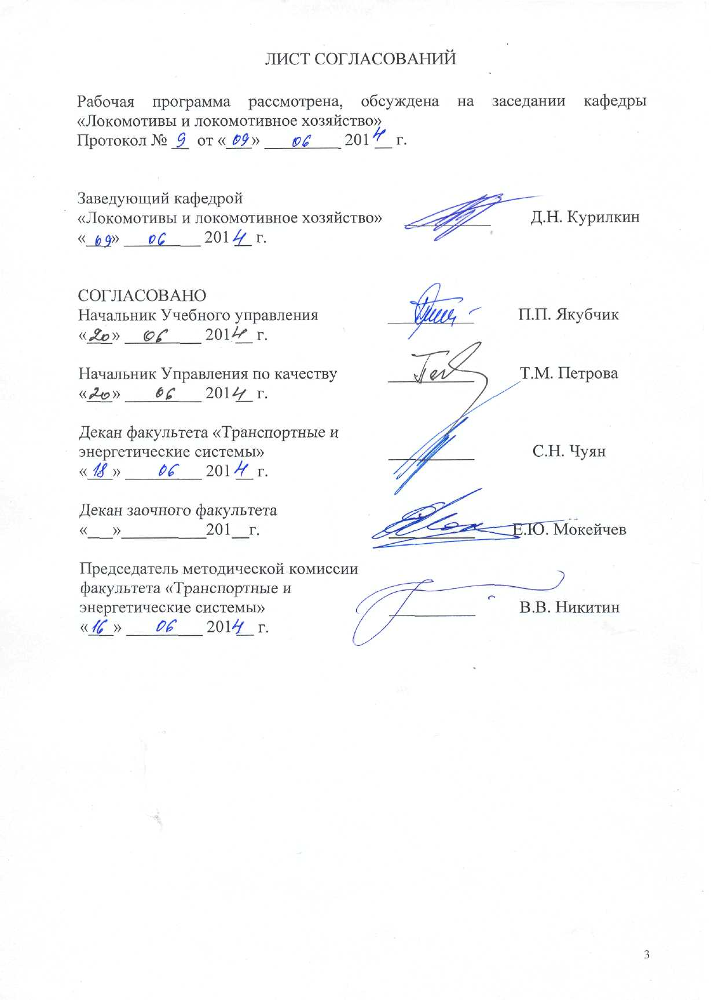 ЛИСТ СОГЛАСОВАНИЙ
Рабочая программа рассмотрена, обсуждена на заседании кафедры
«Локомотивы и локомотивное хозяйство»
Протокол № 9 от «09» 06 2014 г.
Заведующий кафедрой
«Локомотивы и локомотивное хозяйство» Д.Н. Курилкин
«09» 06 2014 г.
СОГЛАСОВАНО
Начальник Учебного управления П.П. Якубчик
«20» 06 2014 г.
Начальник Управления по качеству Т.М. Петрова
«20» 06 2014 г.
Декан факультета «Транспортные и
энергетические системы» С.Н. Чуян
«18» 06 2014 г.
Декан заочного факультета
«___»__________201__г. Е.Ю. Мокейчев
Председатель методической комиссии
факультета «Транспортные и
энергетические системы» В.В. Никитин
«16» 06 2014 г.
3